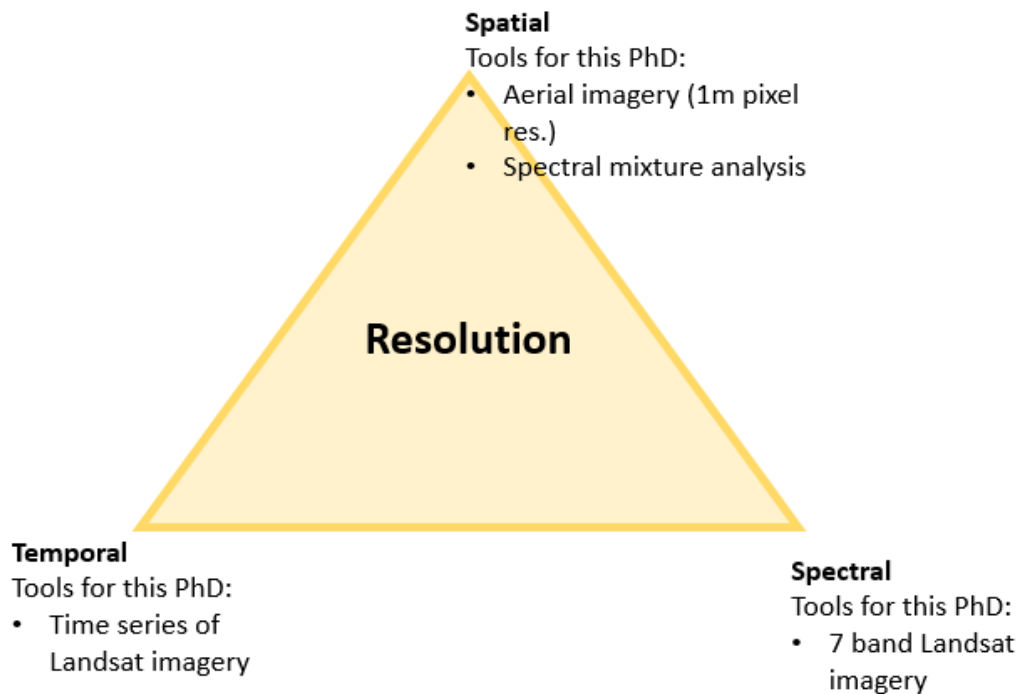 Spatial
Tools for this PhD:
• Aerial imagery (1m pixel
res.)
• Spectral mixture analysis
Resolution
Temporal
Tools for this PhD:
• Time series of
Landsat imagery
Spectral
Tools for this PhD:
• 7 band Landsat
imagery